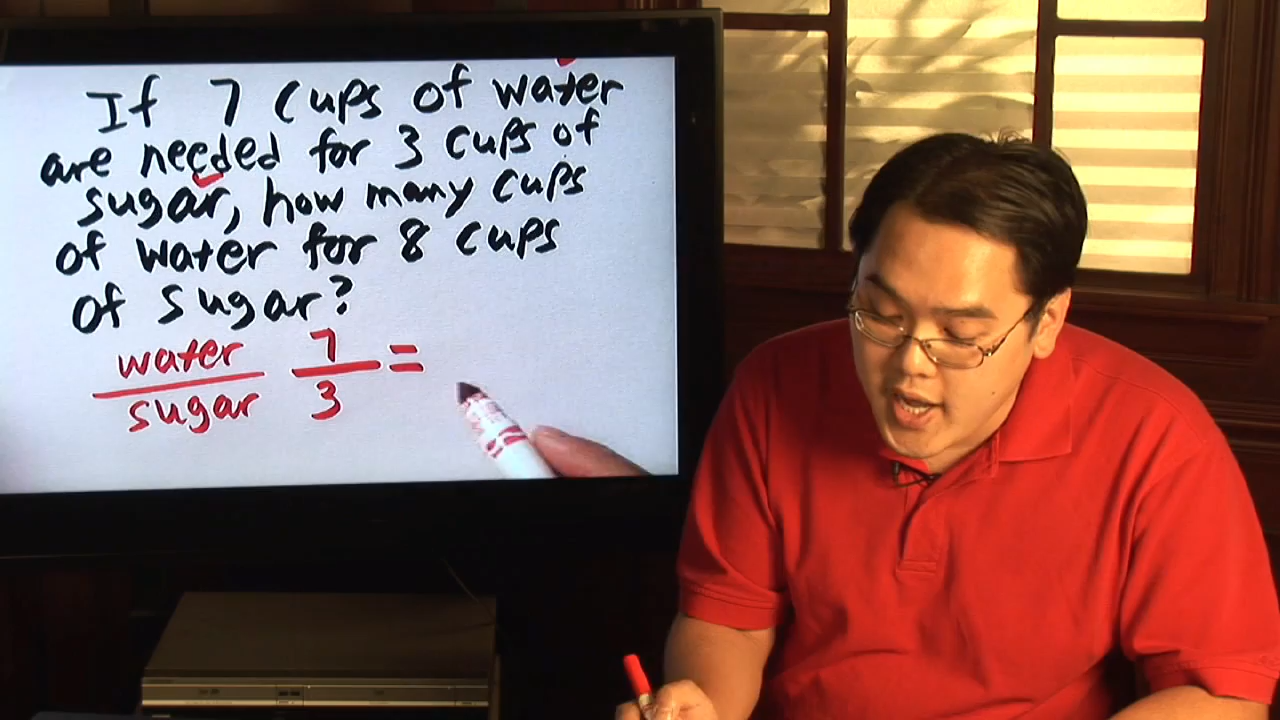 If 7 cups of water
are needed for 3 cups of
sugar, how many cups
of water for 8 cups
of sugar?
water 7 =
sugar 3